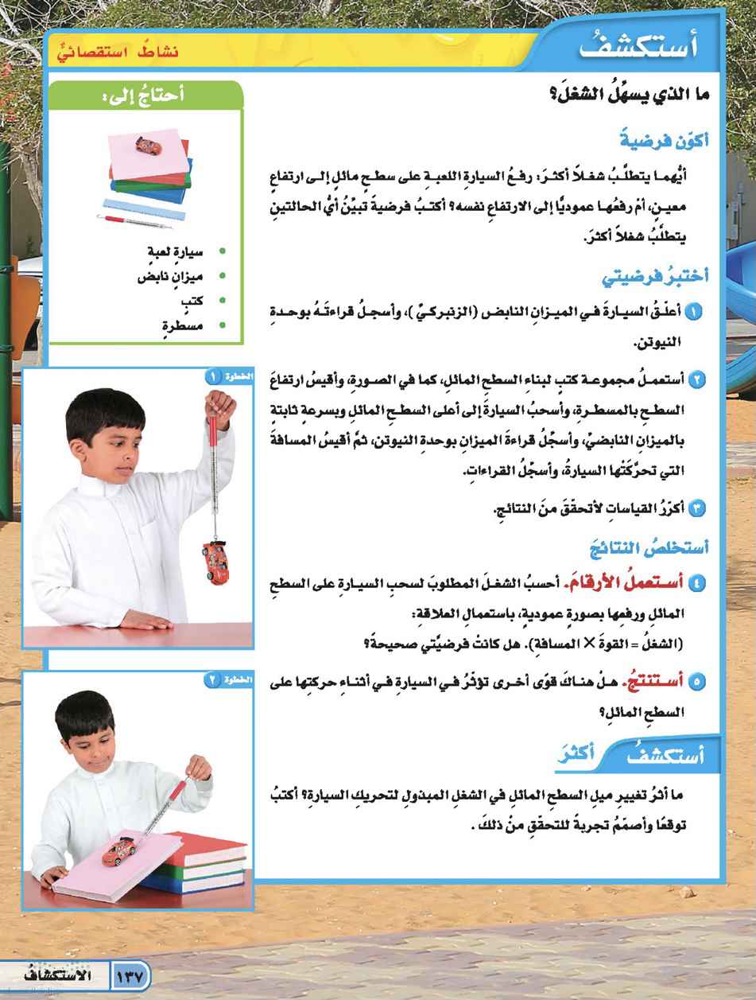 أستكشفُ
نشاطٌ استقصائيٌّ
ما الذي يسهّلُ الشغلَ؟
أكوّن فرضيةً
أيُّهما يتطلَّبُ شغلاً أكثرَ: رفعُ السيارةِ اللعبةِ على سطحٍ مائلٍ إلى ارتفاعٍ
معينٍ، أمْ رفعُها عموديًّا إلى الارتفاعِ نفسه؟ أكتبُ فرضيةً تبيّنُ أيُّ الحالتينِ
يتطلَّبُ شغلاً أكثرَ.
أختبرُ فرضيتي
١ أعلّقُ السيارةَ في الميزانِ النابضِ (الزنبركيِّ)، وأسجلُ قراءتَهُ بوحدةِ
النيوتن.
٢ أستعملُ مجموعةَ كتبٍ لبناءِ السطحِ المائلِ، كما في الصورةِ، وأقيسُ ارتفاعَ
السطحِ بالمسطرةِ، وأسحبُ السيارةَ إلى أعلى السطحِ المائلِ وبسرعةٍ ثابتةٍ
بالميزانِ النابضيِّ، وأسجّلُ قراءةَ الميزانِ بوحدةِ النيوتن، ثمَّ أقيسُ المسافةَ
التي تحرَّكَتْها السيارةُ، وأسجّلُ القراءاتِ.
٣ أكرّرُ القياساتِ لأتحقّقَ منَ النتائجِ.
أستخلصُ النتائجَ
٤ أستعملُ الأرقامَ. أحسبُ الشغلَ المطلوبَ لسحبِ السيارةِ على السطحِ
المائلِ ورفعِها بصورةٍ عموديةٍ، باستعمالِ العلاقةِ:
(الشغلُ = القوةَ × المسافةِ). هل كانتْ فرضيَّتي صحيحةً؟
٥ أستنتجُ. هلْ هناكَ قوًى أخرى تؤثّرُ في السيارةِ في أثناءِ حركتِها على
السطحِ المائلِ؟
أستكشفُ أكثرَ
ما أثرُ تغييرِ ميلِ السطحِ المائلِ في الشغلِ المبذولِ لتحريكِ السيارةِ؟ أكتبُ
توقعًا وأصمّمُ تجربةً للتحقّقِ منْ ذلكَ.
أحتاجُ إلى:
• سيارةٍ لعبةٍ
• ميزانٍ نابضٍ
• كتبٍ
• مسطرةٍ
الخطوة ١
الخطوة ٢
١٣٧ الاستكشافُ